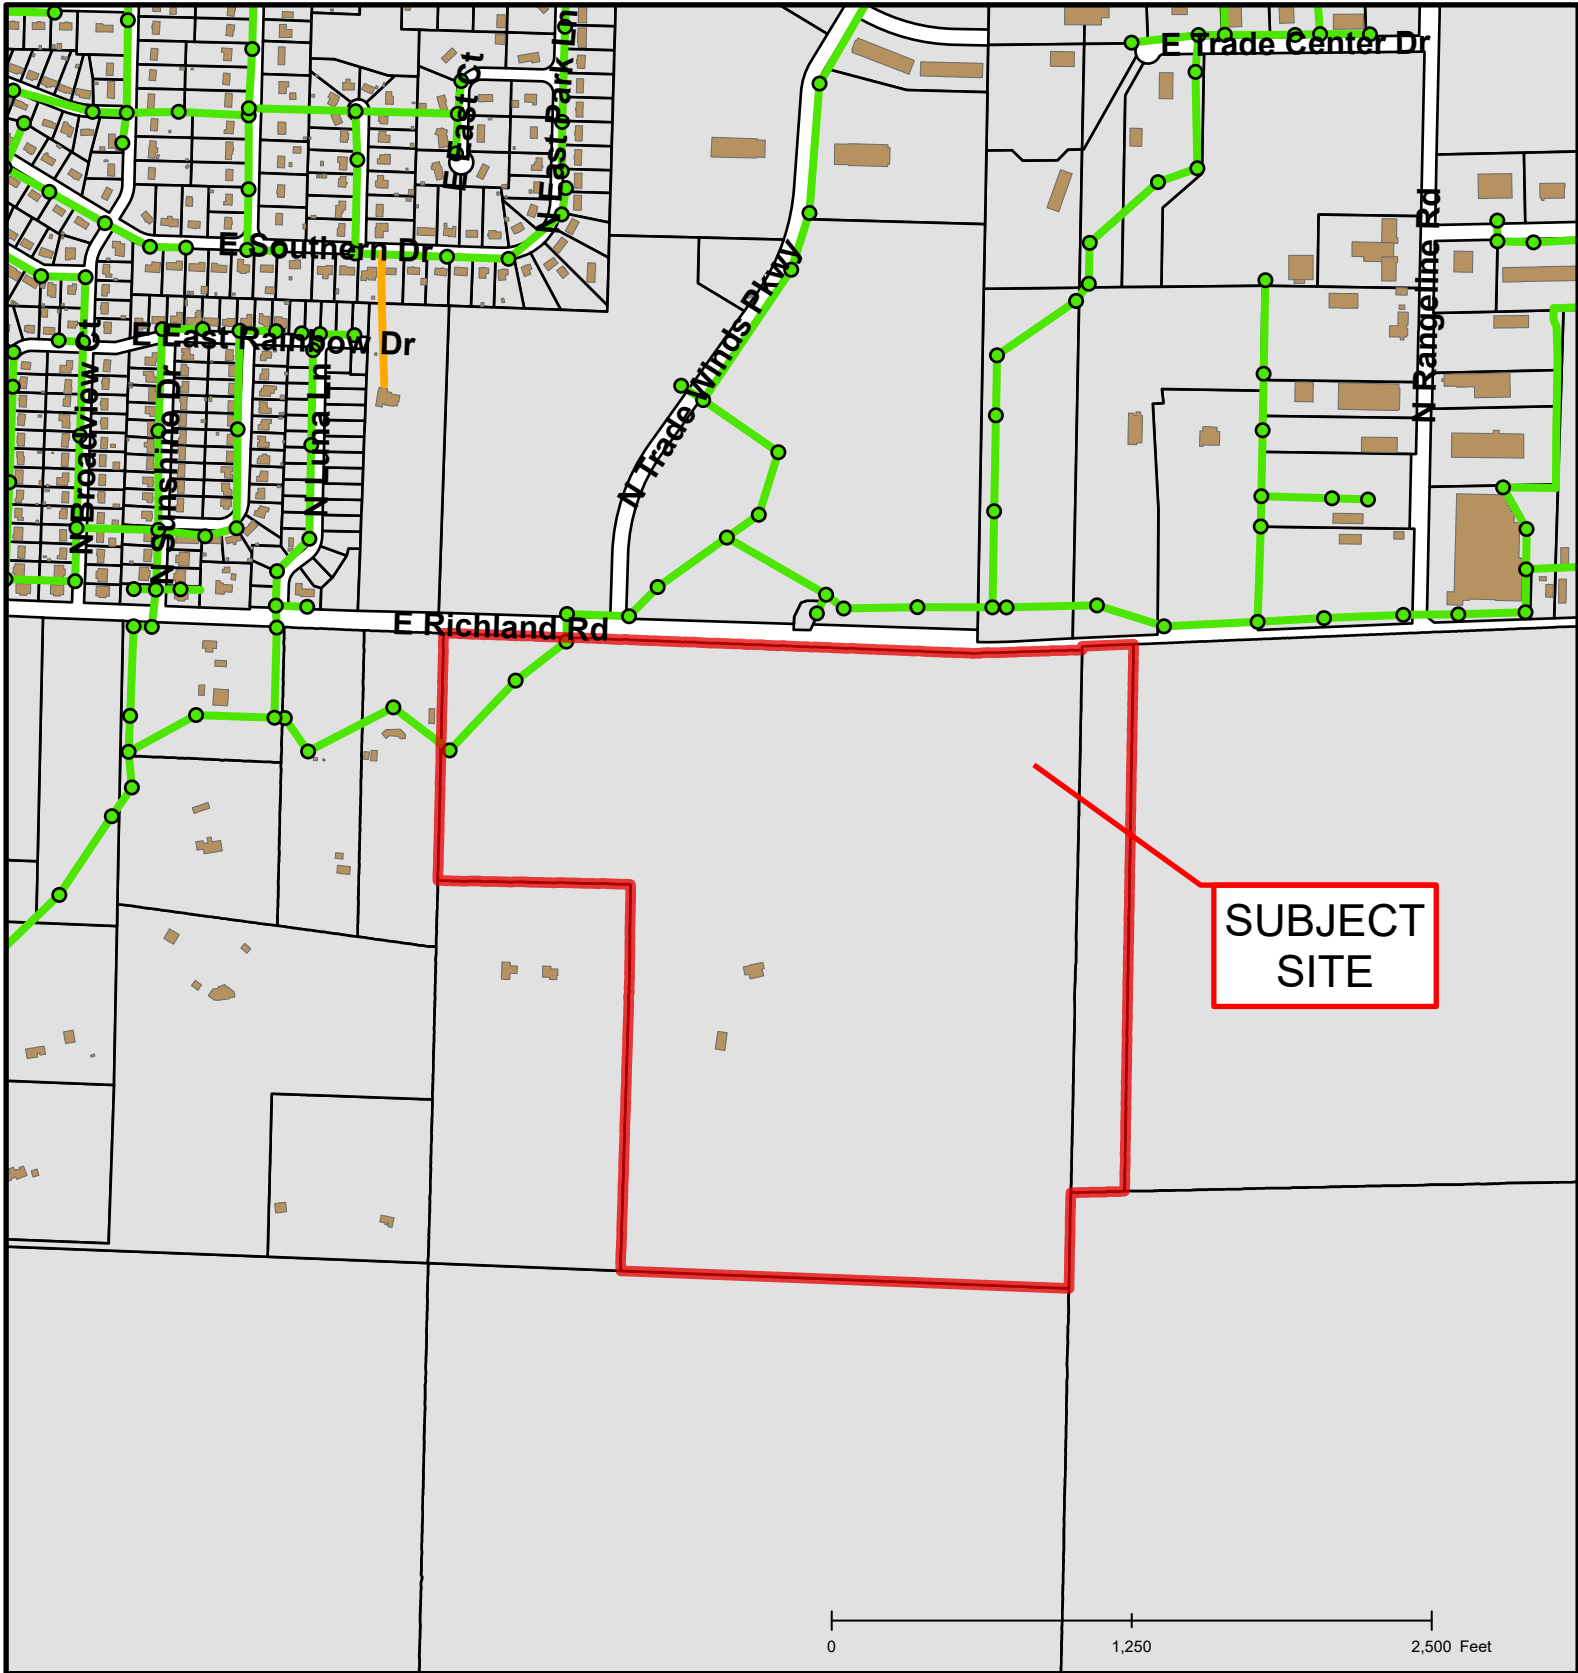 E Trade Center Dr
E East Ct
N East Park Ln
E Southern Dr
N Rangeline Rd
N Trade Winds Pkwy
E East Rainbow Dr
N Broadview Ct
N Sunshine Dr
N Luna Ln
E Richland Rd
SUBJECT
SITE
0 1,250 2,500 Feet